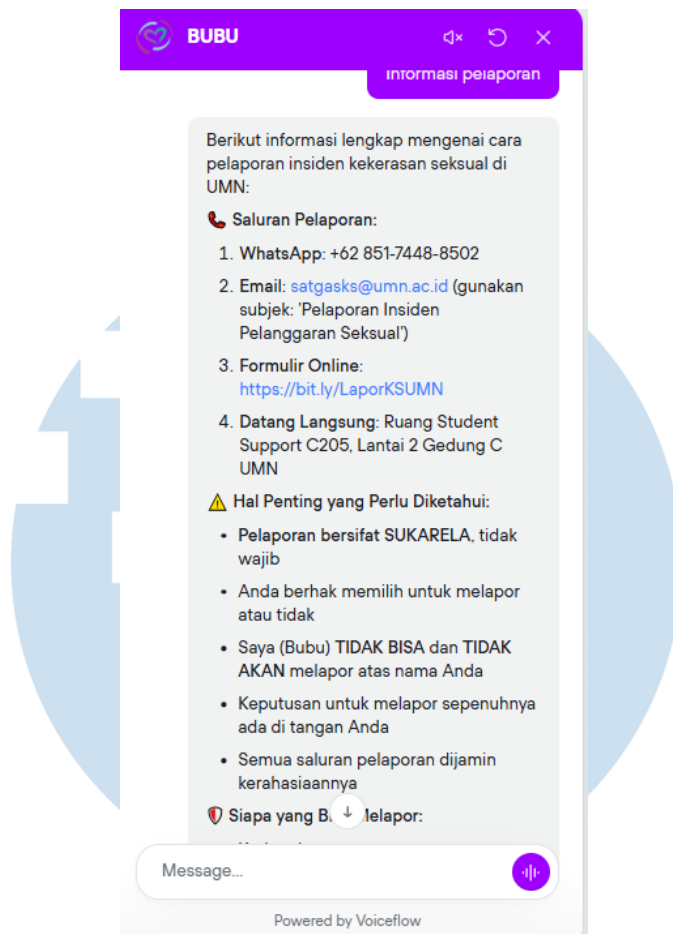 BUBU
Informasi pelaporan
Berikut informasi lengkap mengenai cara
pelaporan insiden kekerasan seksual di
UMN:
📞 Saluran Pelaporan:
1. WhatsApp: +62 851-7448-8502
2. Email: satgasks@umn.ac.id (gunakan
subjek: 'Pelaporan Insiden
Pelanggaran Seksual')
3. Formulir Online:
https://bit.ly/LaporKSUMN
4. Datang Langsung: Ruang Student
Support C205, Lantai 2 Gedung C
UMN
⚠️ Hal Penting yang Perlu Diketahui:
• Pelaporan bersifat SUKARELA, tidak
wajib
• Anda berhak memilih untuk melapor
atau tidak
• Saya (Bubu) TIDAK BISA dan TIDAK
AKAN melapor atas nama Anda
• Keputusan untuk melapor sepenuhnya
ada di tangan Anda
• Semua saluran pelaporan dijamin
kerahasiaannya
🛡️ Siapa yang Melapor:
Message...
Powered by Voiceflow